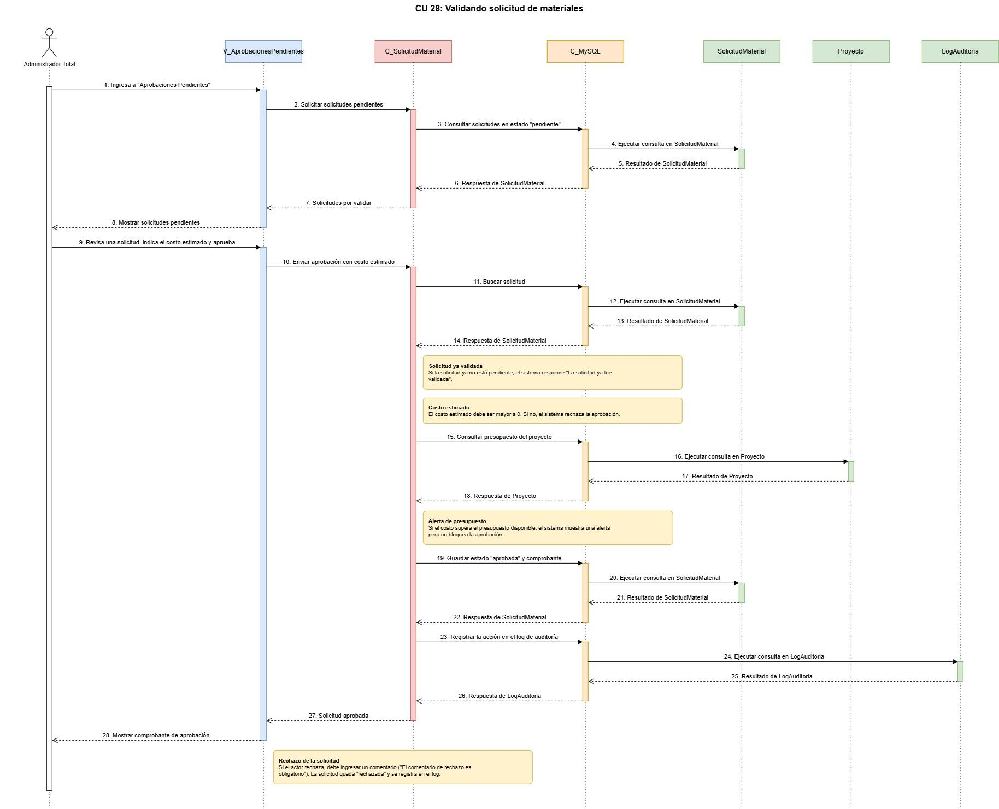 CU 28: Validando solicitud de materiales
Administrador Total
V_AprobacionesPendientes
C_SolicitudMaterial
C_MySQL
SolicitudMaterial
Proyecto
LogAuditoria
1. Ingresa a "Aprobaciones Pendientes"
2. Solicitar solicitudes pendientes
3. Consultar solicitudes en estado "pendiente"
4. Ejecutar consulta en SolicitudMaterial
5. Resultado de SolicitudMaterial
6. Respuesta de SolicitudMaterial
7. Solicitudes por validar
8. Mostrar solicitudes pendientes
9. Revisa una solicitud, indica el costo estimado y aprueba
10. Enviar aprobación con costo estimado
11. Buscar solicitud
12. Ejecutar consulta en SolicitudMaterial
13. Resultado de SolicitudMaterial
14. Respuesta de SolicitudMaterial
Solicitud ya validada
Si la solicitud ya no está pendiente, el sistema responde "La solicitud ya fue
validada".
Costo estimado
El costo estimado debe ser mayor a 0. Si no, el sistema rechaza la aprobación.
15. Consultar presupuesto del proyecto
16. Ejecutar consulta en Proyecto
17. Resultado de Proyecto
18. Respuesta de Proyecto
Alerta de presupuesto
Si el costo supera el presupuesto disponible, el sistema muestra una alerta
pero no bloquea la aprobación.
19. Guardar estado "aprobada" y comprobante
20. Ejecutar consulta en SolicitudMaterial
21. Resultado de SolicitudMaterial
22. Respuesta de SolicitudMaterial
23. Registrar la acción en el log de auditoría
24. Ejecutar consulta en LogAuditoria
25. Resultado de LogAuditoria
26. Respuesta de LogAuditoria
27. Solicitud aprobada
28. Mostrar comprobante de aprobación
Rechazo de la solicitud
Si el actor rechaza, debe ingresar un comentario ("El comentario de rechazo es
obligatorio"). La solicitud queda "rechazada" y se registra en el log.